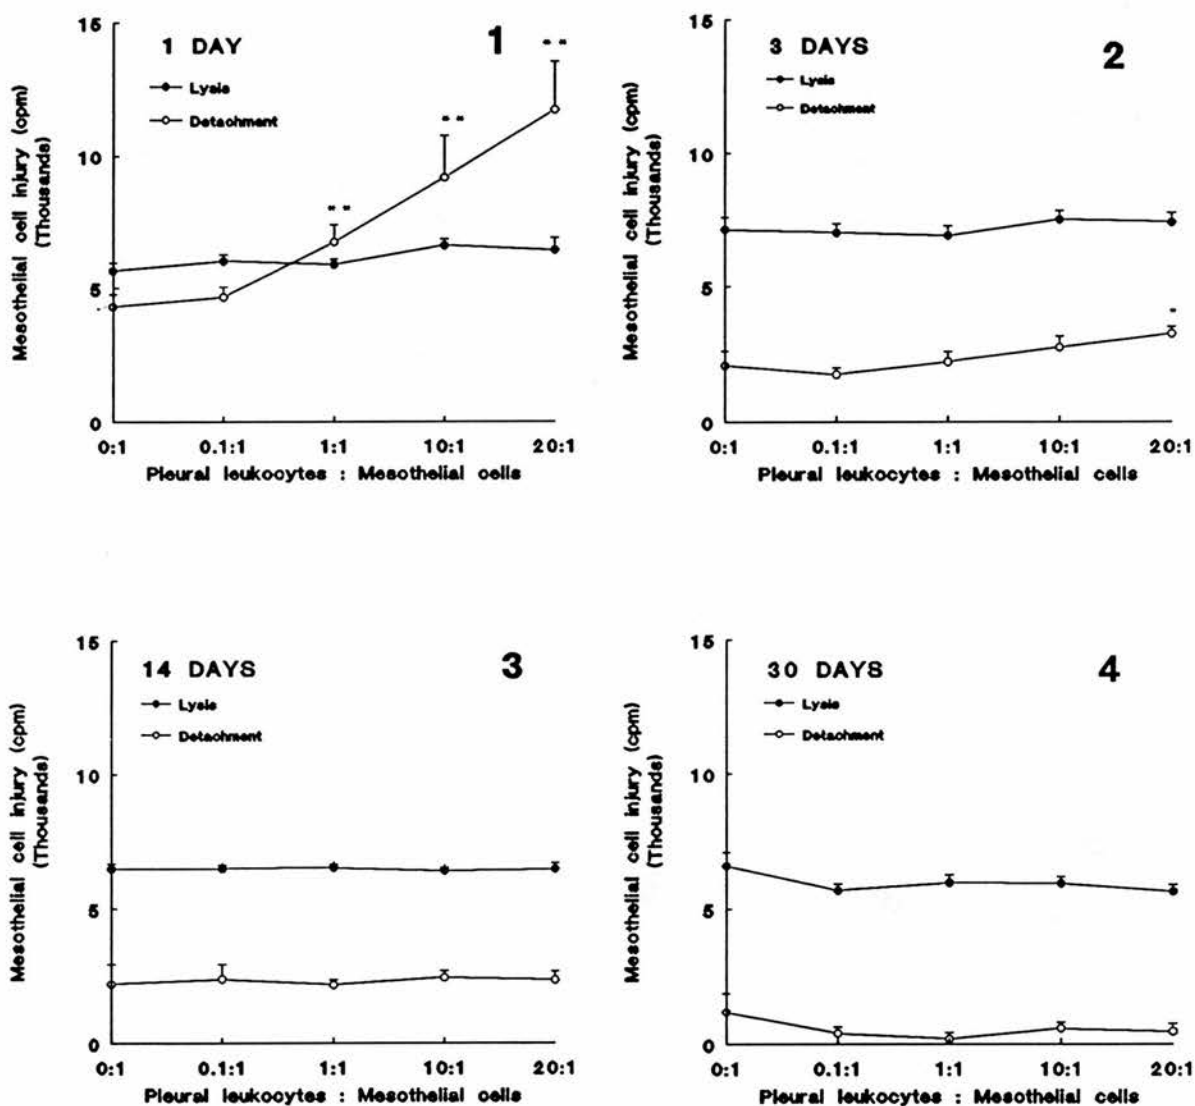 15
10
5
0
Mesothelial cell injury (cpm)
(Thousands)
1 DAY
1
Lysis
Detachment
* *
* *
* *
0:1 0.1:1 1:1 10:1 20:1
Pleural leukocytes : Mesothelial cells
15
10
5
0
Mesothelial cell injury (cpm)
(Thousands)
3 DAYS
2
Lysis
Detachment
*
0:1 0.1:1 1:1 10:1 20:1
Pleural leukocytes : Mesothelial cells
15
10
5
0
Mesothelial cell injury (cpm)
(Thousands)
14 DAYS
3
Lysis
Detachment
0:1 0.1:1 1:1 10:1 20:1
Pleural leukocytes : Mesothelial cells
15
10
5
0
Mesothelial cell injury (cpm)
(Thousands)
30 DAYS
4
Lysis
Detachment
0:1 0.1:1 1:1 10:1 20:1
Pleural leukocytes : Mesothelial cells